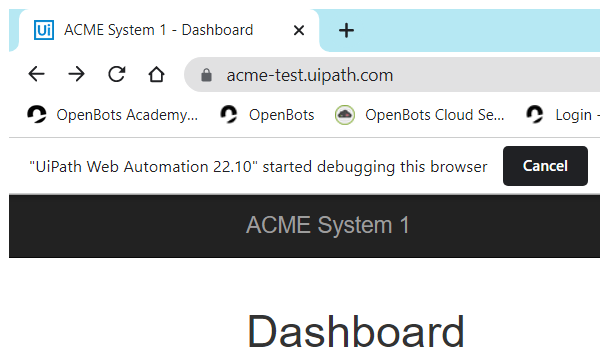 Ui ACME System 1 - Dashboard
acme-test.uipath.com
OpenBots Academy... OpenBots OpenBots Cloud Se... Login -
"UiPath Web Automation 22.10" started debugging this browser Cancel
ACME System 1
Dashboard